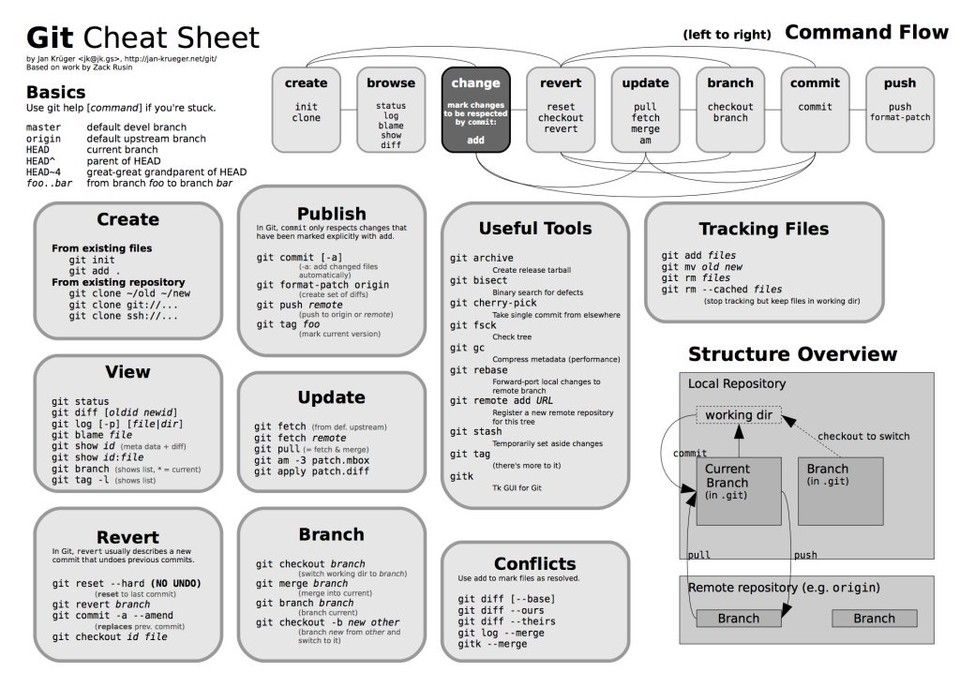 Git Cheat Sheet
by Jan Krüger <jk@jk.gs>, http://jan-krueger.net/git/
Based on work by Zack Rusin
Basics
Use git help [command] if you're stuck.
master default devel branch
origin default upstream branch
HEAD current branch
HEAD^ parent of HEAD
HEAD~4 great-great grandparent of HEAD
foo..bar from branch foo to branch bar
(left to right) Command Flow
create
init
clone
browse
status
log
blame
show
diff
change
mark changes
to be respected
by commit:
add
revert
reset
checkout
revert
update
pull
fetch
merge
am
branch
checkout
branch
commit
commit
push
push
format-patch
Create
From existing files
git init
git add .
From existing repository
git clone ~/old ~/new
git clone git://...
git clone ssh://...
View
git status
git diff [oldid newid]
git log [-p] [file|dir]
git blame file
git show id (meta data + diff)
git show id:file
git branch (shows list, * = current)
git tag -l (shows list)
Revert
In Git, revert usually describes a new
commit that undoes previous commits.
git reset --hard (NO UNDO)
(reset to last commit)
git revert branch
git commit -a --amend
(replaces prev. commit)
git checkout id file
Publish
In Git, commit only respects changes that
have been marked explicitly with add.
git commit [-a]
(-a: add changed files
automatically)
git format-patch origin
(create set of diffs)
git push remote
(push to origin or remote)
git tag foo
(mark current version)
Update
git fetch (from def. upstream)
git fetch remote
git pull (= fetch & merge)
git am -3 patch.mbox
git apply patch.diff
Branch
git checkout branch
(switch working dir to branch)
git merge branch
(merge into current)
git branch branch
(branch current)
git checkout -b new other
(branch new from other and
switch to it)
Useful Tools
git archive
Create release tarball
git bisect
Binary search for defects
git cherry-pick
Take single commit from elsewhere
git fsck
Check tree
git gc
Compress metadata (performance)
git rebase
Forward-port local changes to
remote branch
git remote add URL
Register a new remote repository
for this tree
git stash
Temporarily set aside changes
git tag
(there's more to it)
gitk
Tk GUI for Git
Conflicts
Use add to mark files as resolved.
git diff [--base]
git diff --ours
git diff --theirs
git log --merge
gitk --merge
Tracking Files
git add files
git mv old new
git rm files
git rm --cached files
(stop tracking but keep files in working dir)
Structure Overview
Local Repository
working dir
checkout to switch
commit
Current
Branch
(in .git)
Branch
(in .git)
pull
push
Remote repository (e.g. origin)
Branch
Branch